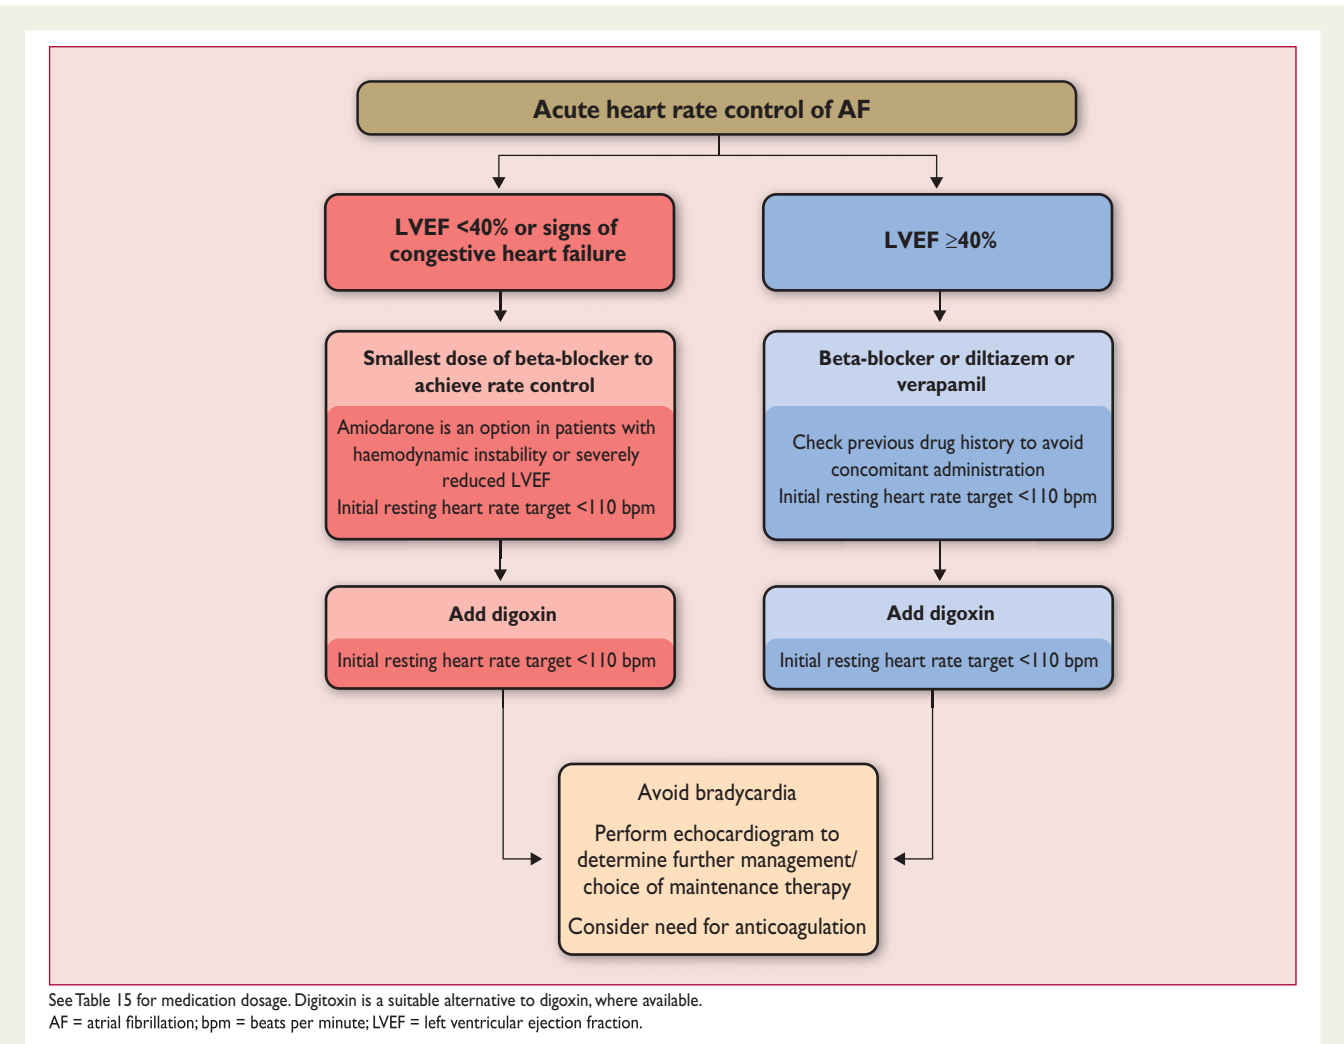 Acute heart rate control of AF
LVEF <40% or signs of
congestive heart failure
LVEF ≥40%
Smallest dose of beta-blocker to
achieve rate control
Amiodarone is an option in patients with
haemodynamic instability or severely
reduced LVEF
Initial resting heart rate target <110 bpm
Beta-blocker or diltiazem or
verapamil
Check previous drug history to avoid
concomitant administration
Initial resting heart rate target <110 bpm
Add digoxin
Initial resting heart rate target <110 bpm
Add digoxin
Initial resting heart rate target <110 bpm
Avoid bradycardia
Perform echocardiogram to
determine further management/
choice of maintenance therapy
Consider need for anticoagulation
See Table 15 for medication dosage. Digitoxin is a suitable alternative to digoxin, where available.
AF = atrial fibrillation; bpm = beats per minute; LVEF = left ventricular ejection fraction.